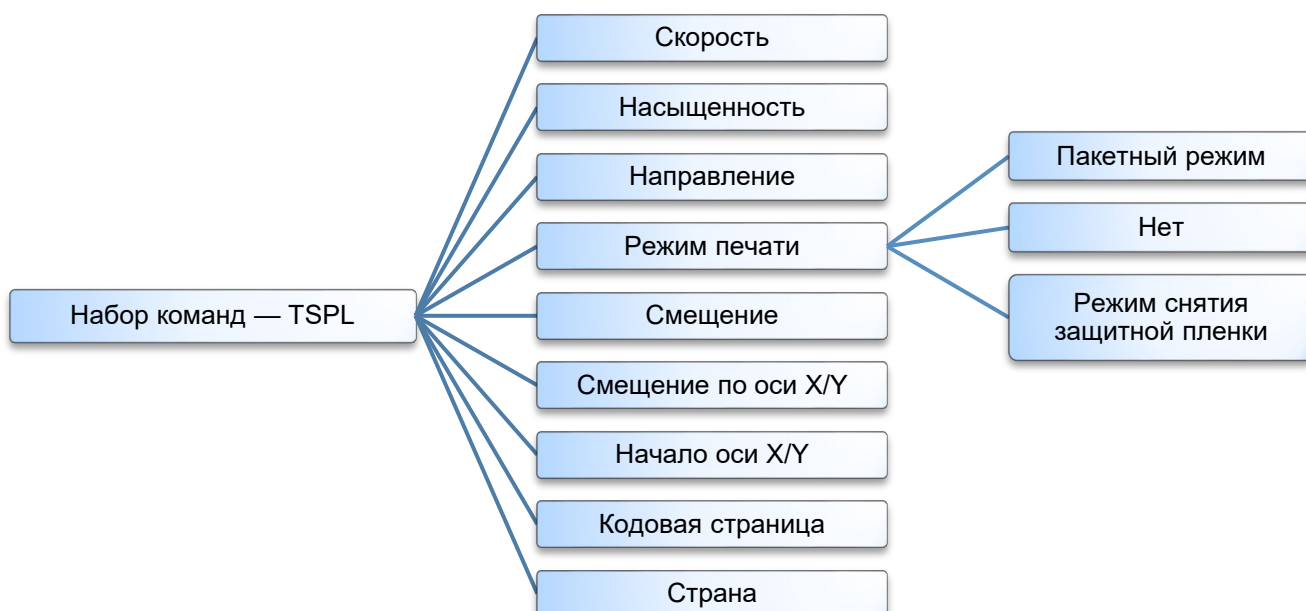 Набор команд — TSPL
Скорость
Насыщенность
Направление
Режим печати
Смещение
Смещение по оси X/Y
Начало оси X/Y
Кодовая страница
Страна
Пакетный режим
Нет
Режим снятия
защитной пленки